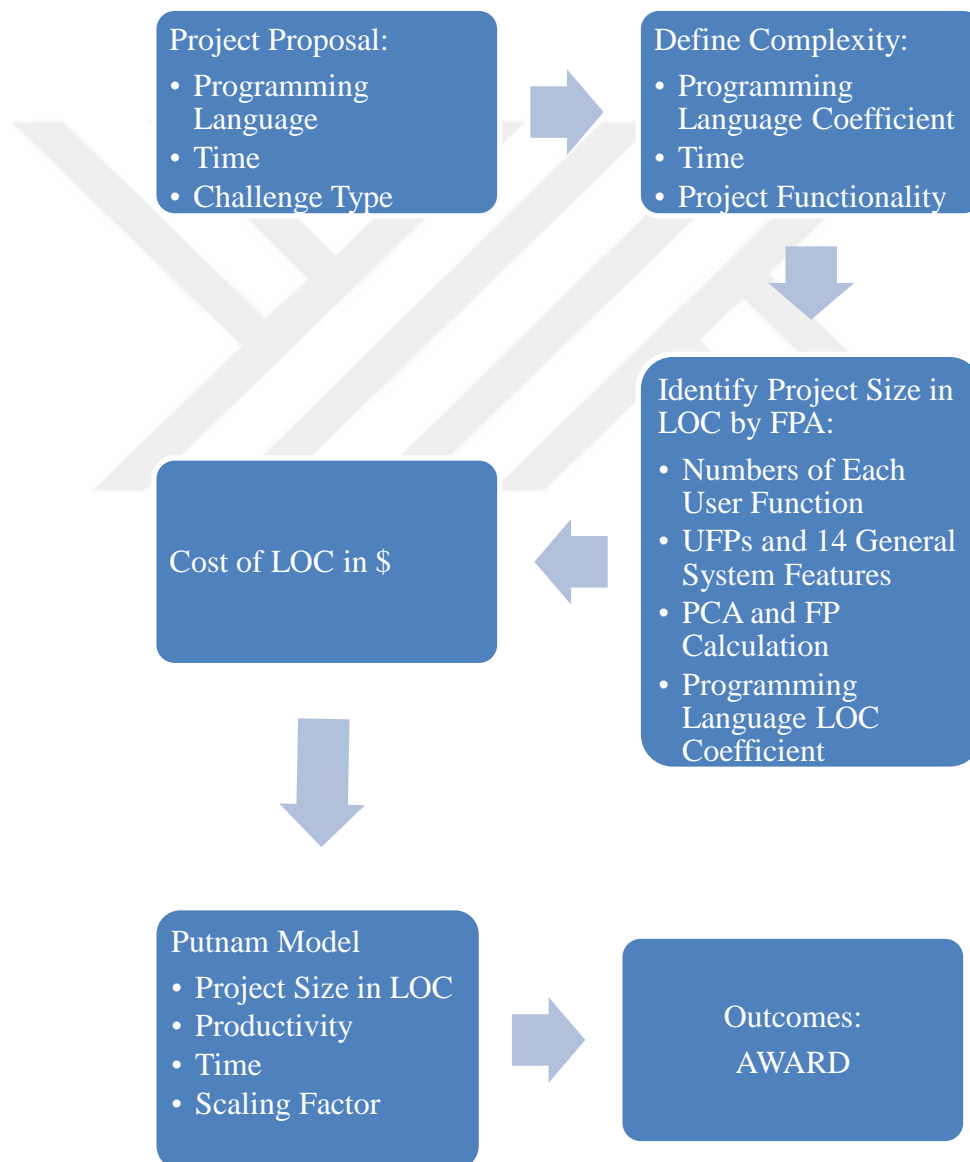 Project Proposal:
• Programming
Language
• Time
• Challenge Type
Define Complexity:
• Programming
Language Coefficient
• Time
• Project Functionality
Identify Project Size in
LOC by FPA:
• Numbers of Each
User Function
• UFPs and 14 General
System Features
• PCA and FP
Calculation
• Programming
Language LOC
Coefficient
Cost of LOC in $
Putnam Model
• Project Size in LOC
• Productivity
• Time
• Scaling Factor
Outcomes:
AWARD